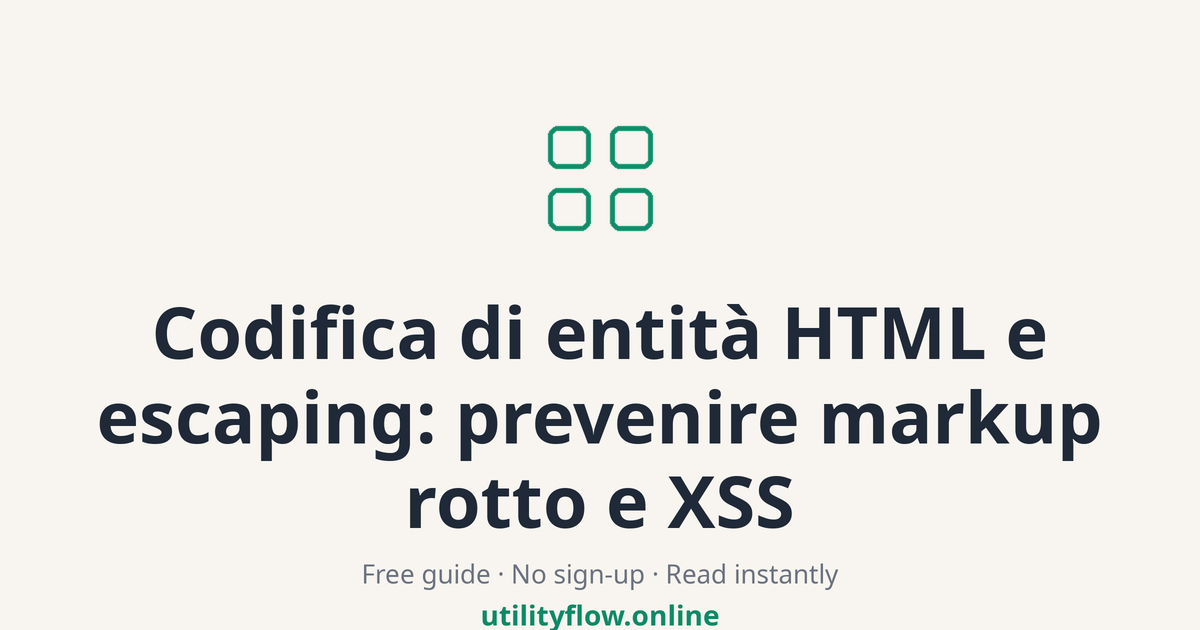 Codifica di entità HTML e
escaping: prevenire markup
rotto e XSS
Free guide · No sign-up · Read instantly
utilityflow.online